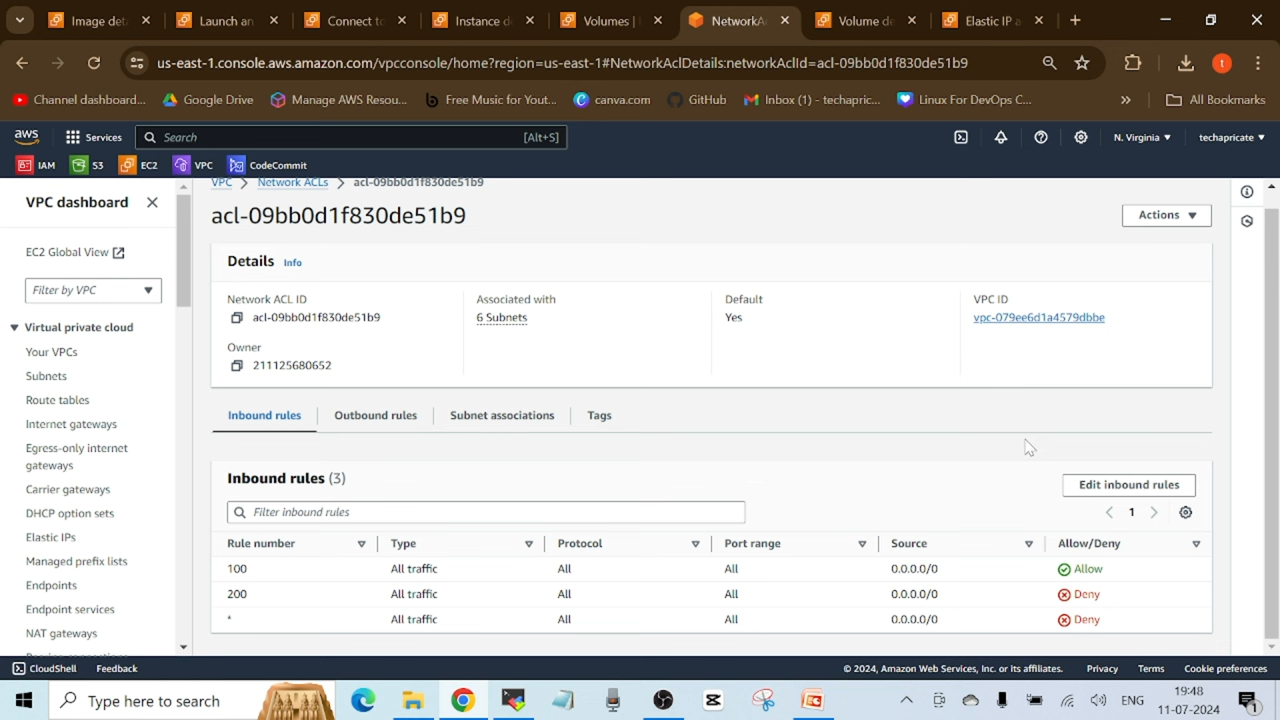 Image det
Launch an
Connect to
Instance d
Volumes |
NetworkAc
Volume de
Elastic IP a
us-east-1.console.aws.amazon.com/vpcconsole/home?region=us-east-1#NetworkAclDetails:networkAclId=acl-09bb0d1f830de51b9
t
Channel dashboard...
Google Drive
Manage AWS Resou...
Free Music for Yout...
canva.com
GitHub
Inbox (1) - techapric...
Linux For DevOps C...
»
All Bookmarks
aws
Services
Search
[Alt+S]
N. Virginia
techapricate
IAM
S3
EC2
VPC
CodeCommit
VPC dashboard
EC2 Global View
Filter by VPC
Virtual private cloud
Your VPCs
Subnets
Route tables
Internet gateways
Egress-only internet
gateways
Carrier gateways
DHCP option sets
Elastic IPs
Managed prefix lists
Endpoints
Endpoint services
NAT gateways
VPC > Network ACLs > acl-09bb0d1f830de51b9
acl-09bb0d1f830de51b9
Actions
Details Info
Network ACL ID
acl-09bb0d1f830de51b9
Associated with
6 Subnets
Default
Yes
VPC ID
vpc-079ee6d1a4579dbbe
Owner
211125680652
Inbound rules
Outbound rules
Subnet associations
Tags
Inbound rules (3)
Edit inbound rules
Filter inbound rules
1
Rule number Type Protocol Port range Source Allow/Deny
100 All traffic All All 0.0.0.0/0 Allow
200 All traffic All All 0.0.0.0/0 Deny
* All traffic All All 0.0.0.0/0 Deny
CloudShell
Feedback
© 2024, Amazon Web Services, Inc. or its affiliates.
Privacy
Terms
Cookie preferences
Type here to search
ENG
19:48
11-07-2024
1